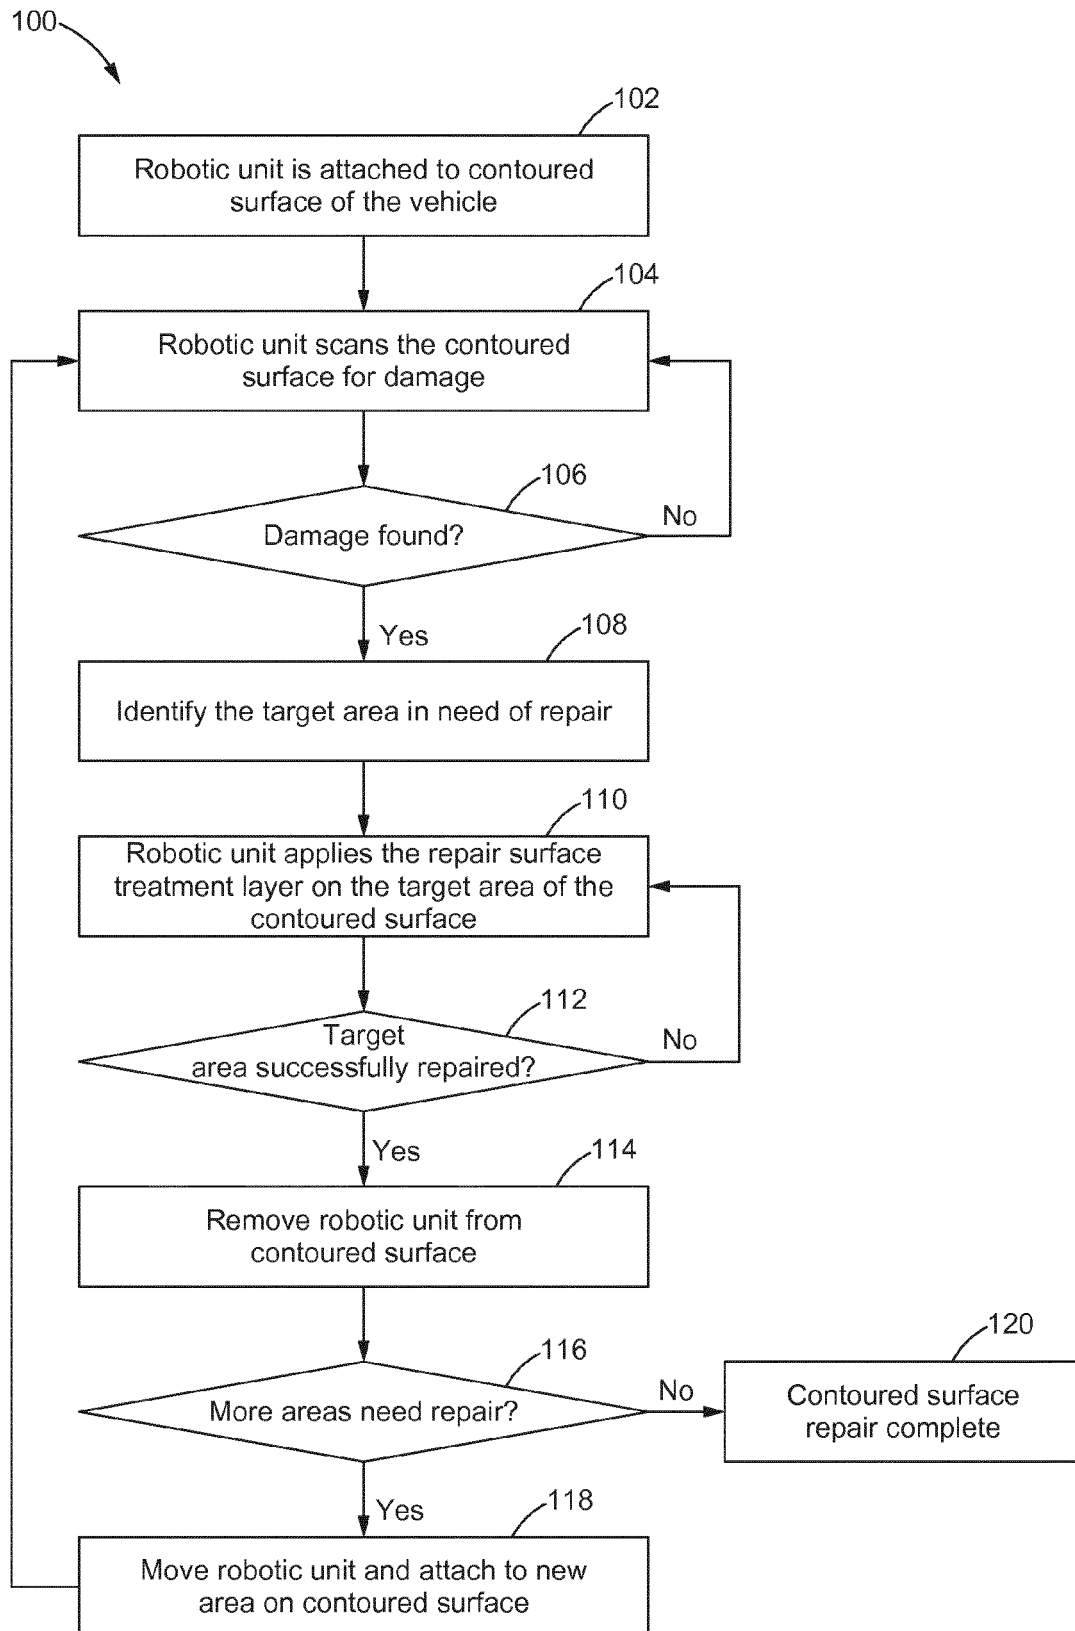 100
102
Robotic unit is attached to contoured
surface of the vehicle
104
Robotic unit scans the contoured
surface for damage
106
Damage found?
No
Yes
108
Identify the target area in need of repair
110
Robotic unit applies the repair surface
treatment layer on the target area of the
contoured surface
112
Target
area successfully repaired?
No
Yes
114
Remove robotic unit from
contoured surface
116
More areas need repair?
No
120
Contoured surface
repair complete
Yes
118
Move robotic unit and attach to new
area on contoured surface